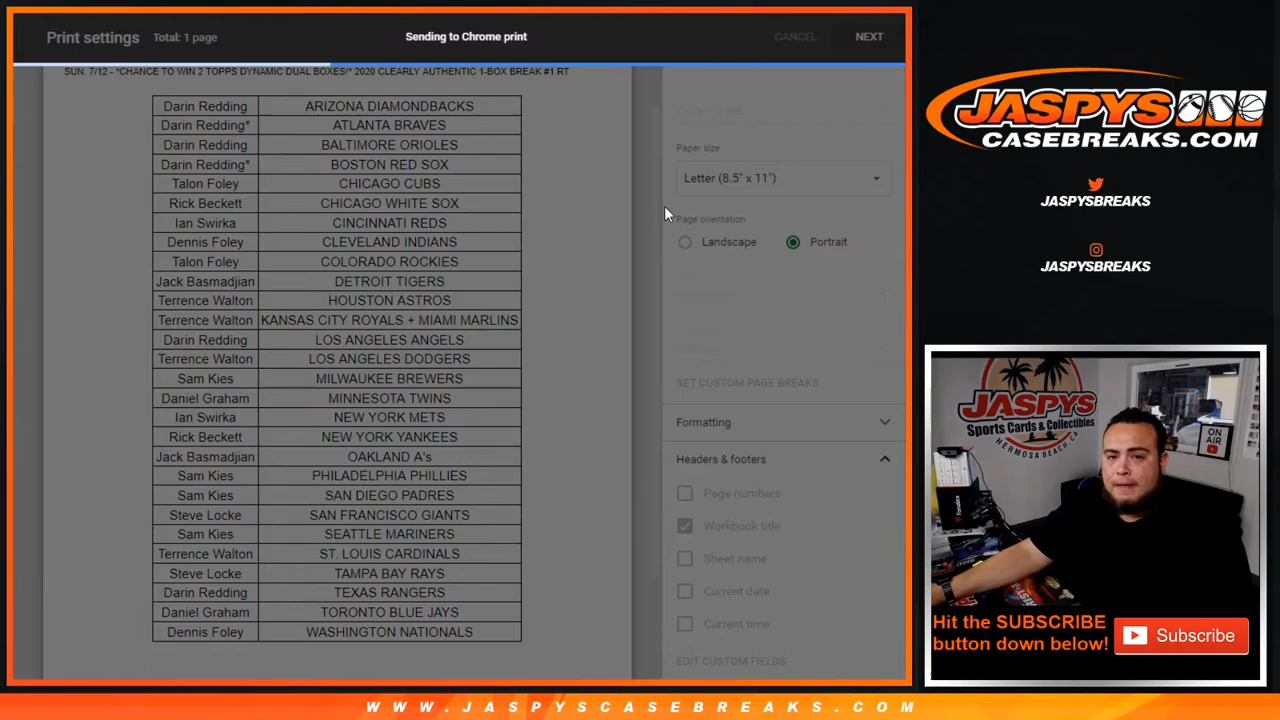 Print settings Total: 1 page Sending to Chrome print CANCEL NEXT
SUN. 7/12 - *CHANCE TO WIN 2 TOPPS DYNAMIC DUAL BOXES!* 2020 CLEARLY AUTHENTIC 1-BOX BREAK #1 RT
Darin Redding ARIZONA DIAMONDBACKS
Darin Redding* ATLANTA BRAVES
Darin Redding BALTIMORE ORIOLES
Darin Redding* BOSTON RED SOX
Talon Foley CHICAGO CUBS
Rick Beckett CHICAGO WHITE SOX
Ian Swirka CINCINNATI REDS
Dennis Foley CLEVELAND INDIANS
Talon Foley COLORADO ROCKIES
Jack Basmadjian DETROIT TIGERS
Terrence Walton HOUSTON ASTROS
Terrence Walton KANSAS CITY ROYALS + MIAMI MARLINS
Darin Redding LOS ANGELES ANGELS
Terrence Walton LOS ANGELES DODGERS
Sam Kies MILWAUKEE BREWERS
Daniel Graham MINNESOTA TWINS
Ian Swirka NEW YORK METS
Rick Beckett NEW YORK YANKEES
Jack Basmadjian OAKLAND A's
Sam Kies PHILADELPHIA PHILLIES
Sam Kies SAN DIEGO PADRES
Steve Locke SAN FRANCISCO GIANTS
Sam Kies SEATTLE MARINERS
Terrence Walton ST. LOUIS CARDINALS
Steve Locke TAMPA BAY RAYS
Darin Redding TEXAS RANGERS
Daniel Graham TORONTO BLUE JAYS
Dennis Foley WASHINGTON NATIONALS
Paper size
Letter (8.5" x 11")
Page orientation
Landscape Portrait
SET CUSTOM PAGE BREAKS
Formatting
Headers & footers
Page numbers
Workbook title
Sheet name
Current date
Current time
EDIT CUSTOM FIELDS
JASPYS
CASEBREAKS.COM
JASPYSBREAKS
JASPYSBREAKS
JASPYS
Sports Cards & Collectibles
HERMOSA BEACH, CA
ON
AIR
Fanatics
Hit the SUBSCRIBE
button down below!
Subscribe
WWW.JASPYSCASEBREAKS.COM